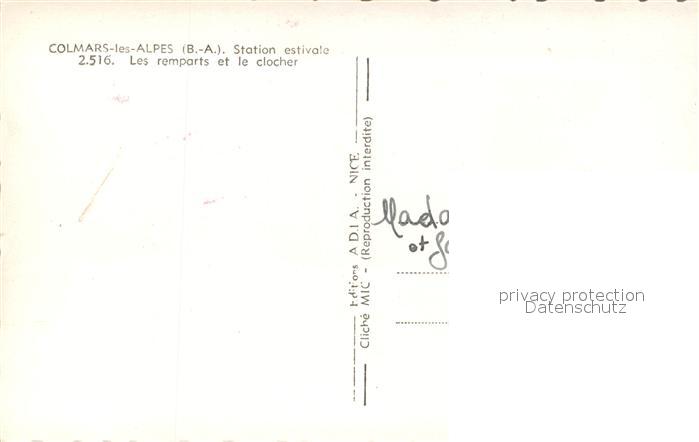 COLMARS-les-ALPES (B.-A.). Station estivale
2.516. Les remparts et le clocher
Editions A.D.I.A. - NICE
Cliché MIC - (Reproduction interdite)
et
privacy protection
Datenschutz